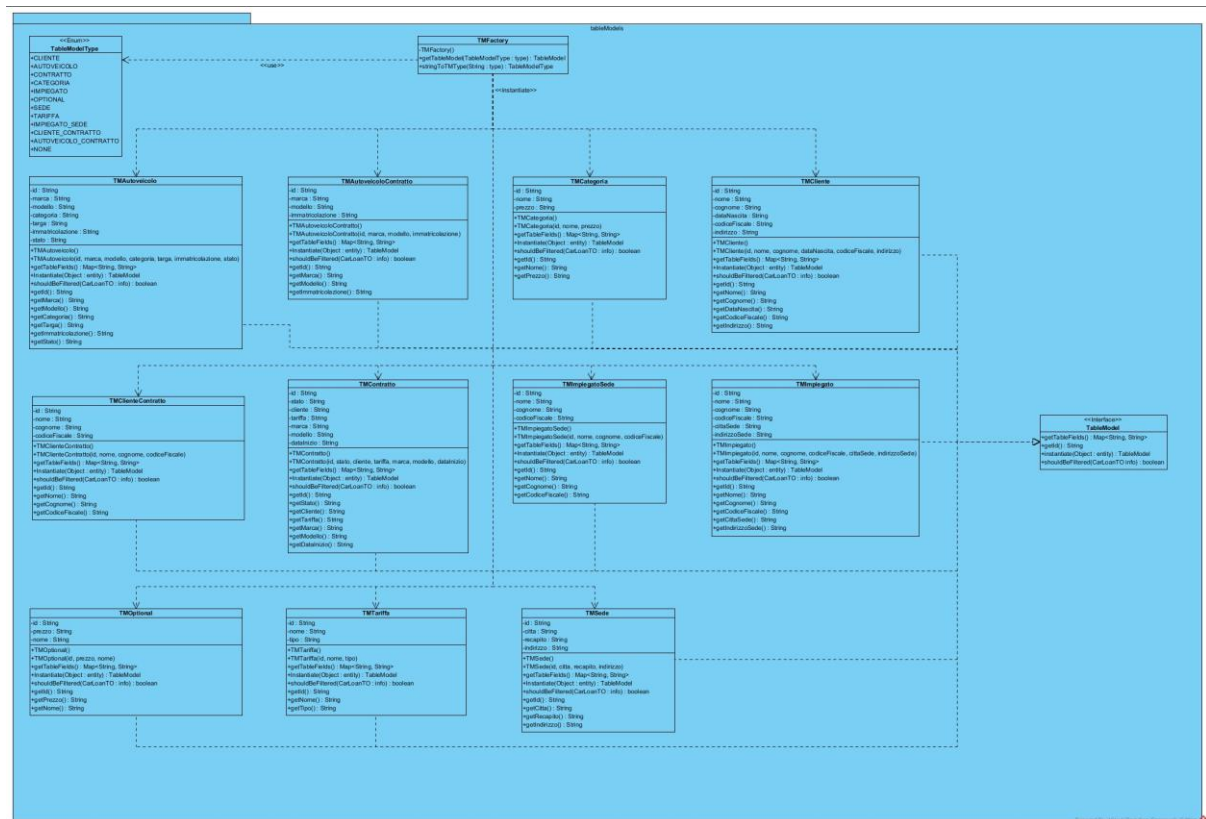 tableModels
<<Enum>>
TableModelType
+CLIENTE
+AUTOVEICOLO
+CONTRATTO
+CATEGORIA
+IMPIEGATO
+OPTIONAL
+SEDE
+TARIFFA
+IMPIEGATO_SEDE
+CLIENTE_CONTRATTO
+AUTOVEICOLO_CONTRATTO
+NONE
<<use>>
TMFactory
-TMFactory()
+getTableModel(TableModelType : type) : TableModel
+stringToTMType(String : type) : TableModelType
<<instantiate>>
TMAutoveicolo
-id : String
-marca : String
-modello : String
-categoria : String
-targa : String
-immatricolazione : String
-stato : String
+TMAutoveicolo()
+TMAutoveicolo(id, marca, modello, categoria, targa, immatricolazione, stato)
+getTableFields() : Map<String, String>
+instantiate(Object : entity) : TableModel
+shouldBeFiltered(CarLoanTO : info) : boolean
+getId() : String
+getMarca() : String
+getModello() : String
+getCategoria() : String
+getTarga() : String
+getImmatricolazione() : String
+getStato() : String
TMAutoveicoloContratto
-id : String
-marca : String
-modello : String
-immatricolazione : String
+TMAutoveicoloContratto()
+TMAutoveicoloContratto(id, marca, modello, immatricolazione)
+getTableFields() : Map<String, String>
+instantiate(Object : entity) : TableModel
+shouldBeFiltered(CarLoanTO : info) : boolean
+getId() : String
+getMarca() : String
+getModello() : String
+getImmatricolazione() : String
TMCategoria
-id : String
-nome : String
-prezzo : String
+TMCategoria()
+TMCategoria(id, nome, prezzo)
+getTableFields() : Map<String, String>
+instantiate(Object : entity) : TableModel
+shouldBeFiltered(CarLoanTO : info) : boolean
+getId() : String
+getNome() : String
+getPrezzo() : String
TMCliente
-id : String
-nome : String
-cognome : String
-dataNascita : String
-codiceFiscale : String
-indirizzo : String
+TMCliente()
+TMCliente(id, nome, cognome, dataNascita, codiceFiscale, indirizzo)
+getTableFields() : Map<String, String>
+instantiate(Object : entity) : TableModel
+shouldBeFiltered(CarLoanTO : info) : boolean
+getId() : String
+getNome() : String
+getCognome() : String
+getDataNascita() : String
+getCodiceFiscale() : String
+getIndirizzo() : String
TMClienteContratto
-id : String
-nome : String
-cognome : String
-codiceFiscale : String
+TMClienteContratto()
+TMClienteContratto(id, nome, cognome, codiceFiscale)
+getTableFields() : Map<String, String>
+instantiate(Object : entity) : TableModel
+shouldBeFiltered(CarLoanTO : info) : boolean
+getId() : String
+getNome() : String
+getCognome() : String
+getCodiceFiscale() : String
TMContratto
-id : String
-stato : String
-cliente : String
-tariffa : String
-marca : String
-modello : String
-dataInizio : String
+TMContratto()
+TMContratto(id, stato, cliente, tariffa, marca, modello, dataInizio)
+getTableFields() : Map<String, String>
+instantiate(Object : entity) : TableModel
+shouldBeFiltered(CarLoanTO : info) : boolean
+getId() : String
+getStato() : String
+getCliente() : String
+getTariffa() : String
+getMarca() : String
+getModello() : String
+getDataInizio() : String
TMImpiegatoSede
-id : String
-nome : String
-cognome : String
-codiceFiscale : String
+TMImpiegatoSede()
+TMImpiegatoSede(id, nome, cognome, codiceFiscale)
+getTableFields() : Map<String, String>
+instantiate(Object : entity) : TableModel
+shouldBeFiltered(CarLoanTO : info) : boolean
+getId() : String
+getNome() : String
+getCognome() : String
+getCodiceFiscale() : String
TMImpiegato
-id : String
-nome : String
-cognome : String
-codiceFiscale : String
-cittaSede : String
-indirizzoSede : String
+TMImpiegato()
+TMImpiegato(id, nome, cognome, codiceFiscale, cittaSede, indirizzoSede)
+getTableFields() : Map<String, String>
+instantiate(Object : entity) : TableModel
+shouldBeFiltered(CarLoanTO : info) : boolean
+getId() : String
+getNome() : String
+getCognome() : String
+getCodiceFiscale() : String
+getCittaSede() : String
+getIndirizzoSede() : String
<<Interface>>
TableModel
+getTableFields() : Map<String, String>
+getId() : String
+instantiate(Object : entity) : TableModel
+shouldBeFiltered(CarLoanTO info) : boolean
TMOptional
-id : String
-prezzo : String
-nome : String
+TMOptional()
+TMOptional(id, prezzo, nome)
+getTableFields() : Map<String, String>
+instantiate(Object : entity) : TableModel
+shouldBeFiltered(CarLoanTO : info) : boolean
+getId() : String
+getPrezzo() : String
+getNome() : String
TMTariffa
-id : String
-nome : String
-tipo : String
+TMTariffa()
+TMTariffa(id, nome, tipo)
+getTableFields() : Map<String, String>
+instantiate(Object : entity) : TableModel
+shouldBeFiltered(CarLoanTO : info) : boolean
+getId() : String
+getNome() : String
+getTipo() : String
TMSede
-id : String
-citta : String
-recapito : String
-indirizzo : String
+TMSede()
+TMSede(id, citta, recapito, indirizzo)
+getTableFields() : Map<String, String>
+instantiate(Object : entity) : TableModel
+shouldBeFiltered(CarLoanTO : info) : boolean
+getId() : String
+getCitta() : String
+getRecapito() : String
+getIndirizzo() : String